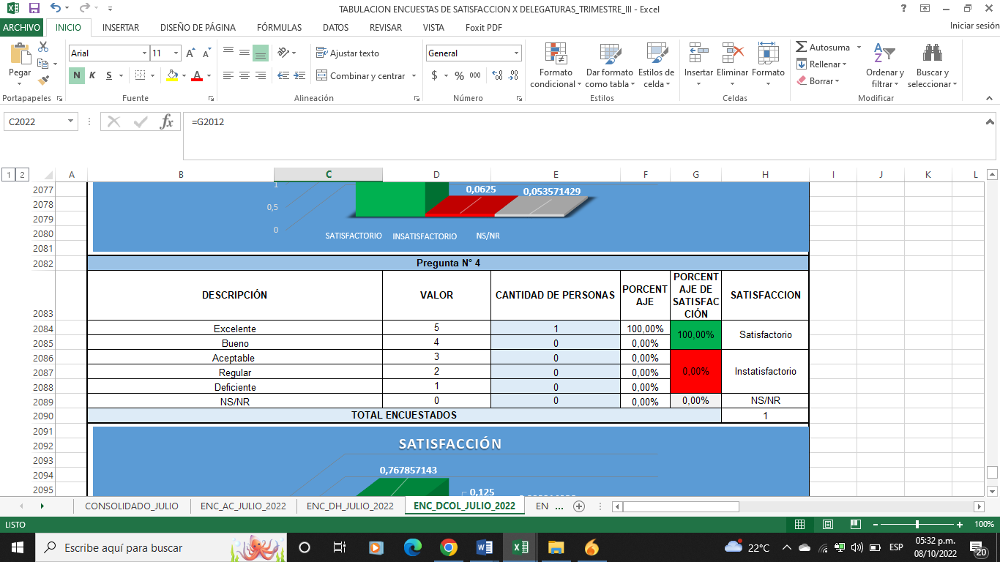 TABULACION ENCUESTAS DE SATISFACCION X DELEGATURAS_TRIMESTRE_III - Excel
ARCHIVO INICIO INSERTAR DISEÑO DE PÁGINA FÓRMULAS DATOS REVISAR VISTA Foxit PDF Iniciar sesión
Arial 11 Ajustar texto General Autosuma
Pegar Formato condicional Dar formato como tabla Estilos de celda Insertar Eliminar Formato Rellenar Ordenar y filtrar Buscar y seleccionar
N K S Combinar y centrar $ % 000 Borrar
Portapapeles Fuente Alineación Número Estilos Celdas Modificar
C2022 fx =G2012
1 2 A B C D E F G H I J K L
2077 1 0,0625 0,053571429
2078 0,5
2079
2080 0 SATISFACTORIO INSATISFACTORIO NS/NR
2081
2082 Pregunta N° 4
2083 DESCRIPCIÓN VALOR CANTIDAD DE PERSONAS PORCENTAJE PORCENTAJE DE SATISFACCIÓN SATISFACCION
2084 Excelente 5 1 100,00% 100,00% Satisfactorio
2085 Bueno 4 0 0,00%
2086 Aceptable 3 0 0,00%
2087 Regular 2 0 0,00% 0,00% Instatisfactorio
2088 Deficiente 1 0 0,00%
2089 NS/NR 0 0 0,00% 0,00% NS/NR
2090 TOTAL ENCUESTADOS 1
2091
2092 SATISFACCIÓN
2093
2094 0,767857143
2095 0,125
CONSOLIDADO_JULIO ENC_AC_JULIO_2022 ENC_DH_JULIO_2022 ENC_DCOL_JULIO_2022 EN ...
LISTO 100%
Escribe aquí para buscar 22°C ESP 05:32 p.m.
08/10/2022 20